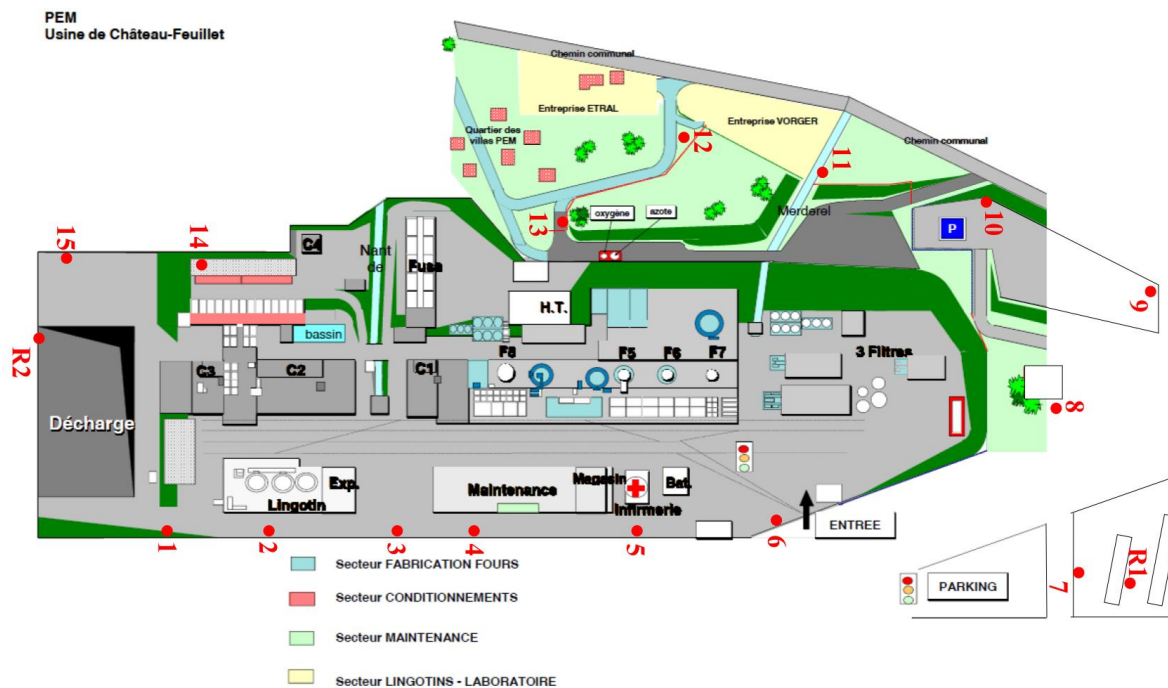 PEM
Usine de Château-Feuillet
Chemin communal
Entreprise ETRAL
Entreprise VORGER
Quartier des
villas PEM
Chemin communal
12
11
oxygène
azote
Merderel
13
10
P
15
14
C4
Nant
de
Fusa
9
H.T.
R2
bassin
F8
F5
F6
F7
3 Filtres
C3
C2
C1
8
Décharge
Exp.
Lingotin
Maintenance
Magasin
Bat.
Infirmerie
ENTREE
1
2
3
4
5
6
7
R1
PARKING
Secteur FABRICATION FOURS
Secteur CONDITIONNEMENTS
Secteur MAINTENANCE
Secteur LINGOTINS - LABORATOIRE